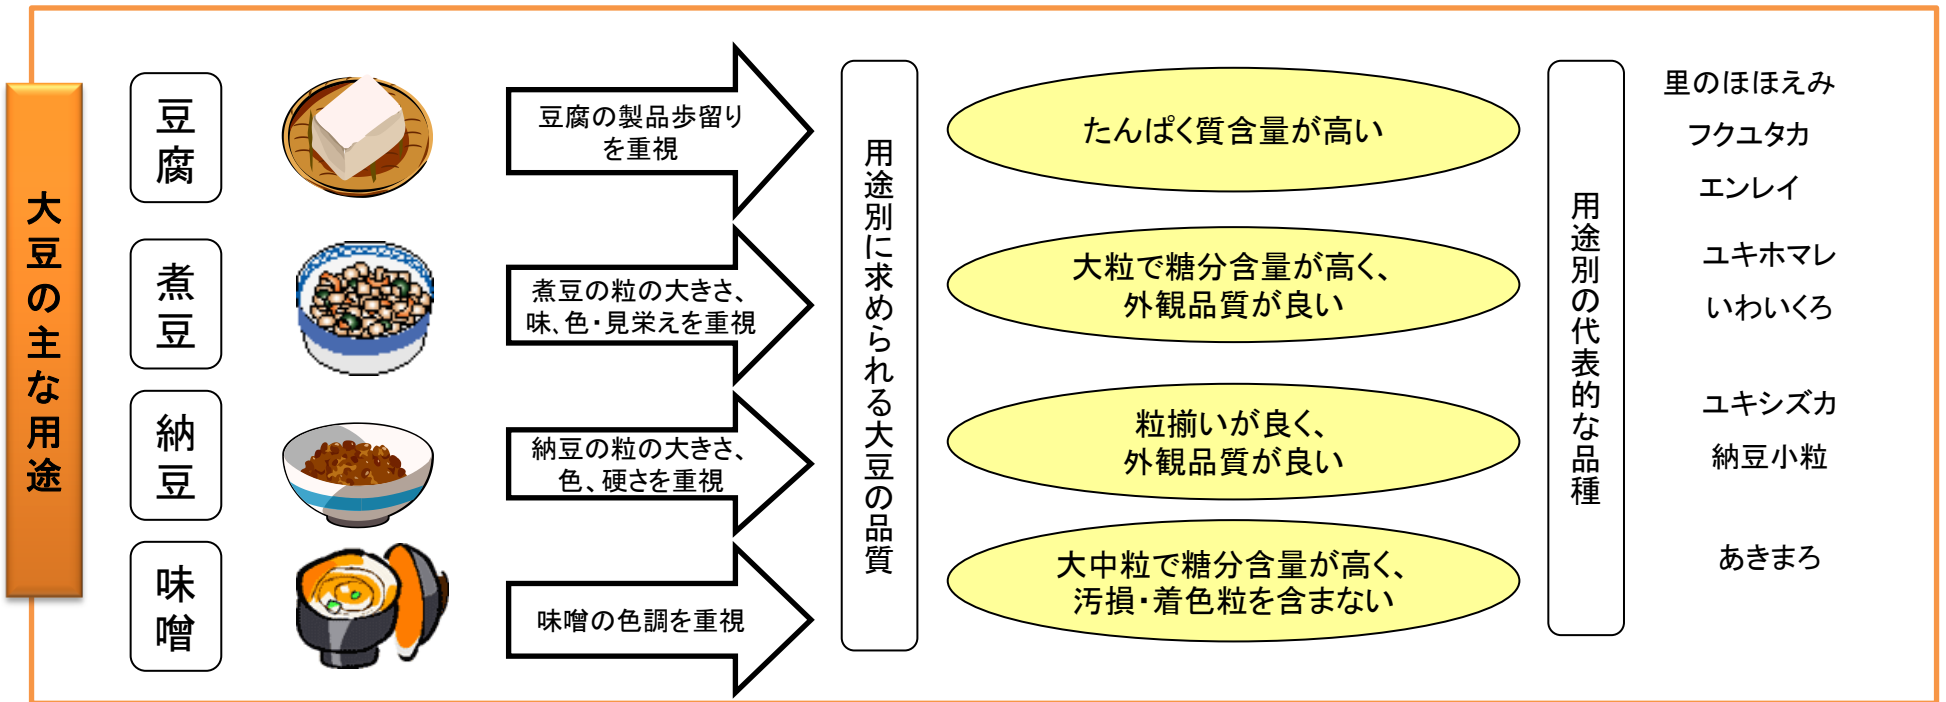 大豆の主な用途
豆腐
豆腐の製品歩留り
を重視
煮豆
煮豆の粒の大きさ、
味、色・見栄えを重視
納豆
納豆の粒の大きさ、
色、硬さを重視
味噌
味噌の色調を重視
用途別に求められる大豆の品質
たんぱく質含量が高い
大粒で糖分含量が高く、
外観品質が良い
粒揃いが良く、
外観品質が良い
大中粒で糖分含量が高く、
汚損・着色粒を含まない
用途別の代表的な品種
里のほほえみ
フクユタカ
エンレイ
ユキホマレ
いわいくろ
ユキシズカ
納豆小粒
あきまろ